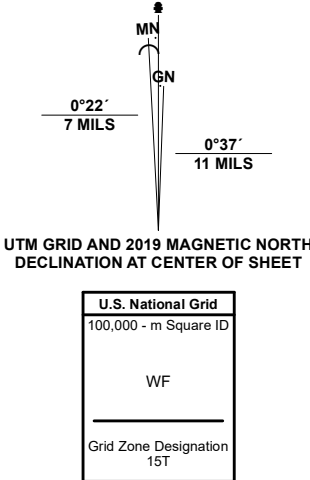 MN
GN
0°22´
7 MILS
0°37´
11 MILS
UTM GRID AND 2019 MAGNETIC NORTH
DECLINATION AT CENTER OF SHEET
U.S. National Grid
100,000 - m Square ID
WF
Grid Zone Designation
15T